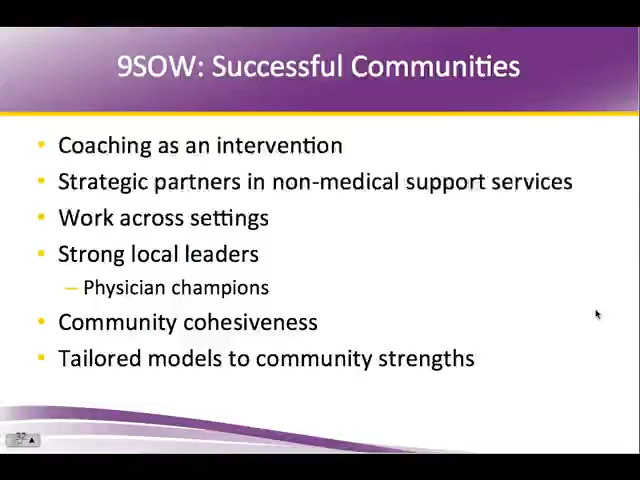 9SOW: Successful Communities
• Coaching as an intervention
• Strategic partners in non-medical support services
• Work across settings
• Strong local leaders
– Physician champions
• Community cohesiveness
• Tailored models to community strengths
32